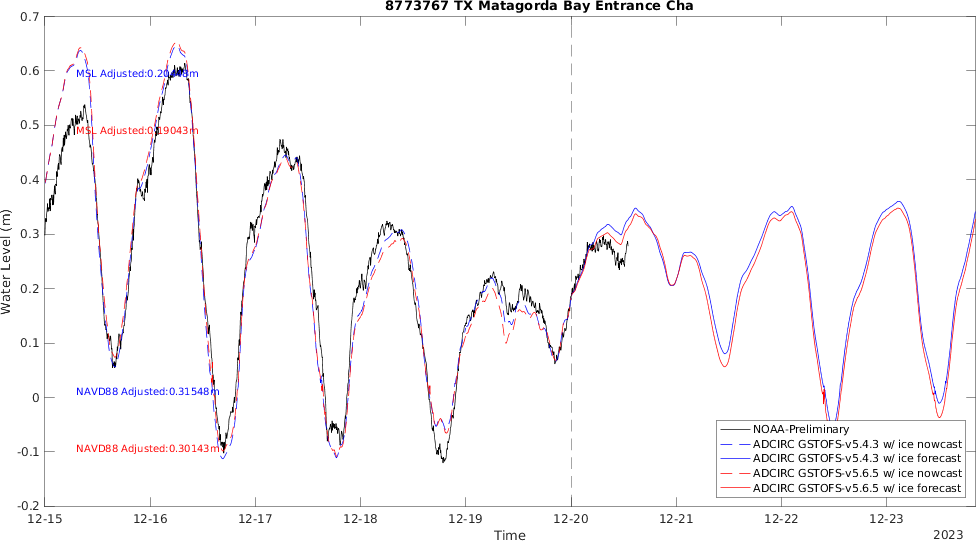 8773767 TX Matagorda Bay Entrance Cha
0.7
0.6
0.5
0.4
0.3
0.2
0.1
0
-0.1
-0.2
Water Level (m)
MSL Adjusted:
MSL Adjusted:0.19043m
NAVD88 Adjusted:0.31548m
NAVD88 Adjusted:0.30143m
NOAA-Preliminary
ADCIRC GSTOFS-v5.4.3 w/ ice nowcast
ADCIRC GSTOFS-v5.4.3 w/ ice forecast
ADCIRC GSTOFS-v5.6.5 w/ ice nowcast
ADCIRC GSTOFS-v5.6.5 w/ ice forecast
12-15 12-16 12-17 12-18 12-19 12-20 12-21 12-22 12-23
Time
2023